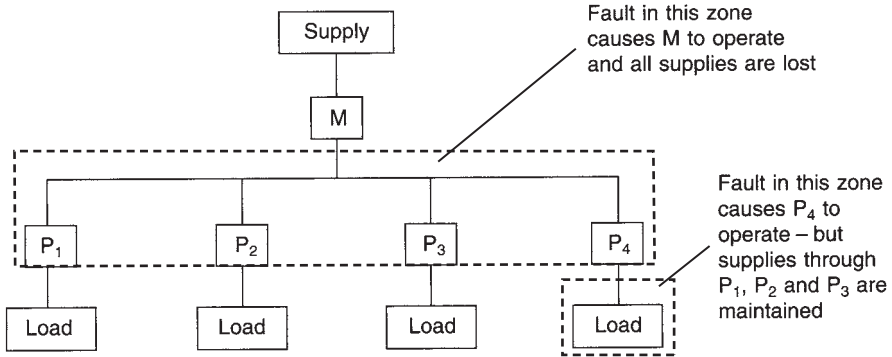 Supply
Fault in this zone
causes M to operate
and all supplies are lost
M
Fault in this zone
causes P₄ to
operate – but
supplies through
P₁, P₂ and P₃ are
maintained
P₁
P₂
P₃
P₄
Load
Load
Load
Load